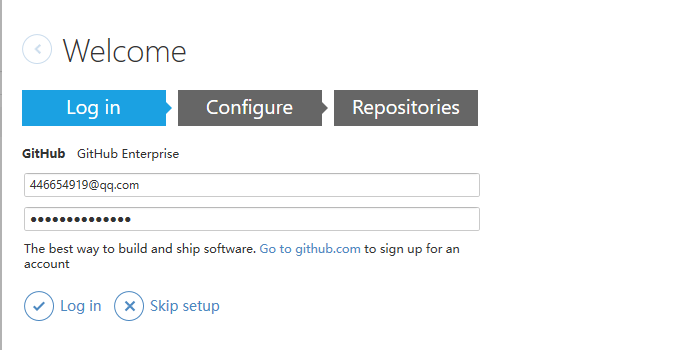 Welcome
Log in
Configure
Repositories
GitHub GitHub Enterprise
446654919@qq.com
●●●●●●●●●●●●●●
The best way to build and ship software. Go to github.com to sign up for an
account
Log in
Skip setup